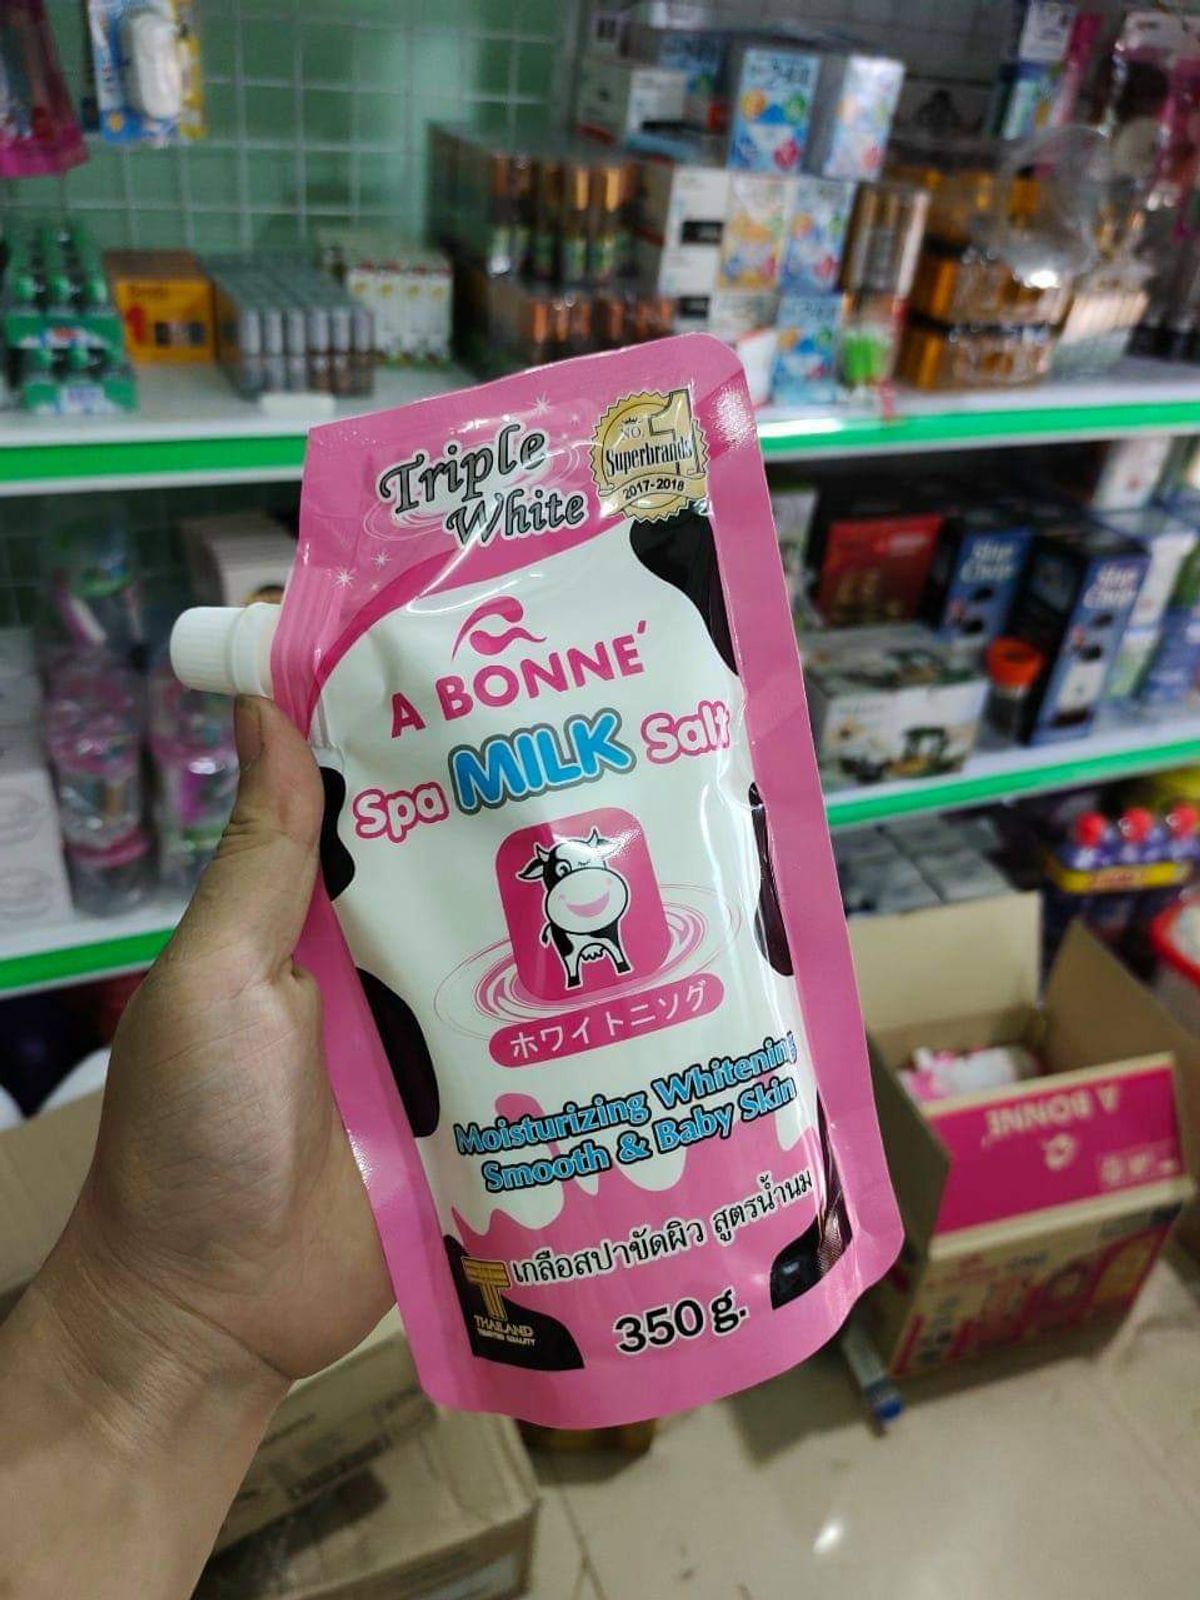 Triple
White
NO. 1
Superbrands
2017-2018
A BONNE´
Spa MILK Salt
ホワイトニソグ
Moisturizing Whitening
Smooth & Baby Skin
เกลือสปาขัดผิว สูตรน้ำนม
T
THAILAND
TRUSTED QUALITY
350 g.
A BONNE´